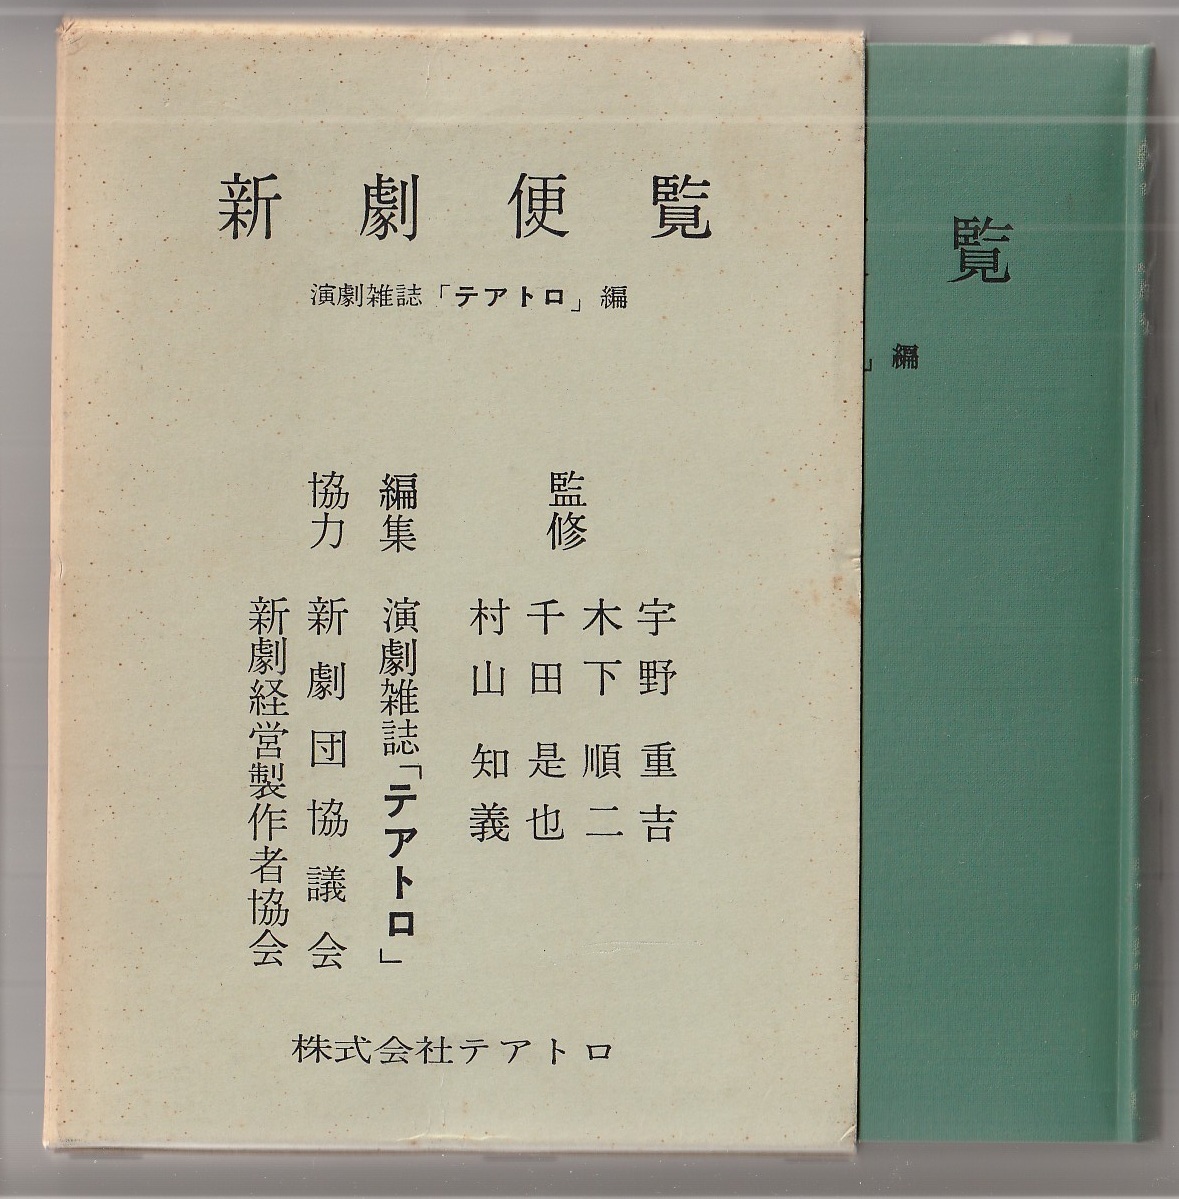 新劇便覧
演劇雑誌「テアトロ」編
監修
宇野重吉
木下順二
千田是也
村山知義
編集 演劇雑誌「テアトロ」
協力 新劇団協議会
新劇経営製作者協会
株式会社テアトロ
覧
」編